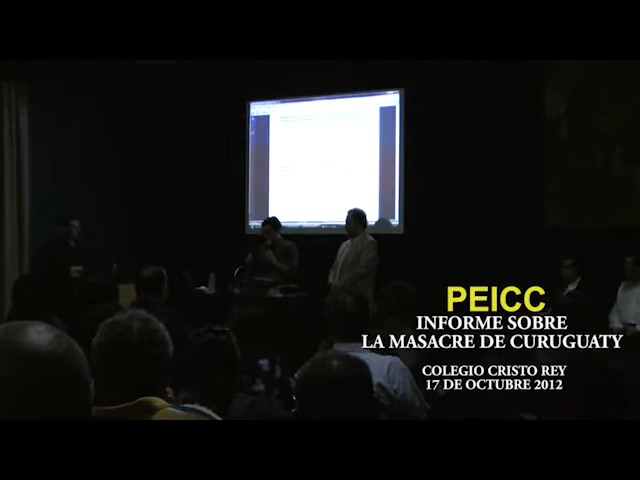 PEICC
INFORME SOBRE
LA MASACRE DE CURUGUATY
COLEGIO CRISTO REY
17 DE OCTUBRE 2012